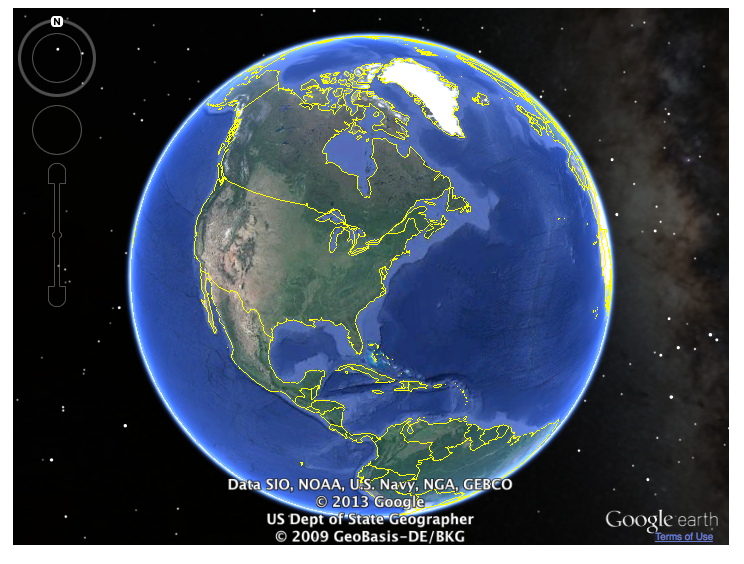 N
Data SIO, NOAA, U.S. Navy, NGA, GEBCO
© 2013 Google
US Dept of State Geographer
© 2009 GeoBasis-DE/BKG
Google earth
Terms of Use